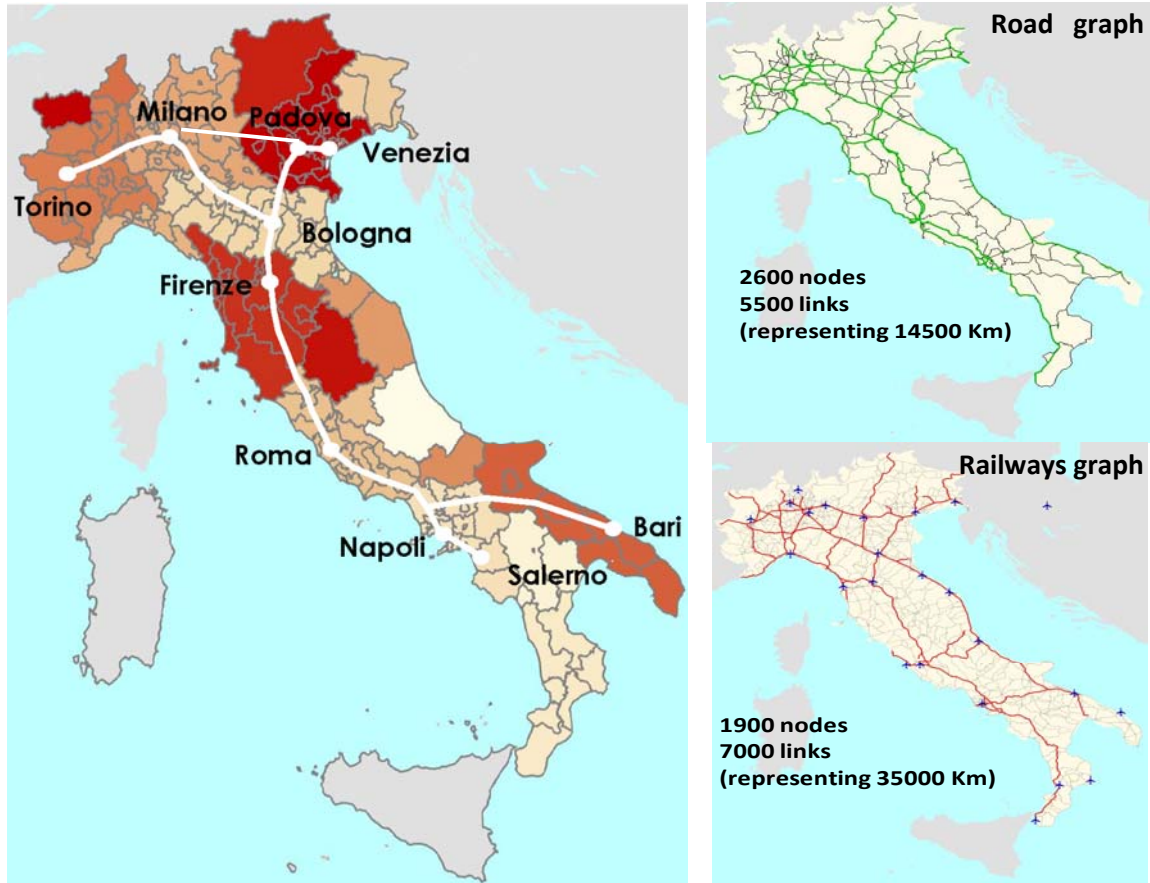 Milano
Padova
Venezia
Torino
Bologna
Firenze
Roma
Bari
Napoli
Salerno
Road graph
2600 nodes
5500 links
(representing 14500 Km)
Railways graph
1900 nodes
7000 links
(representing 35000 Km)